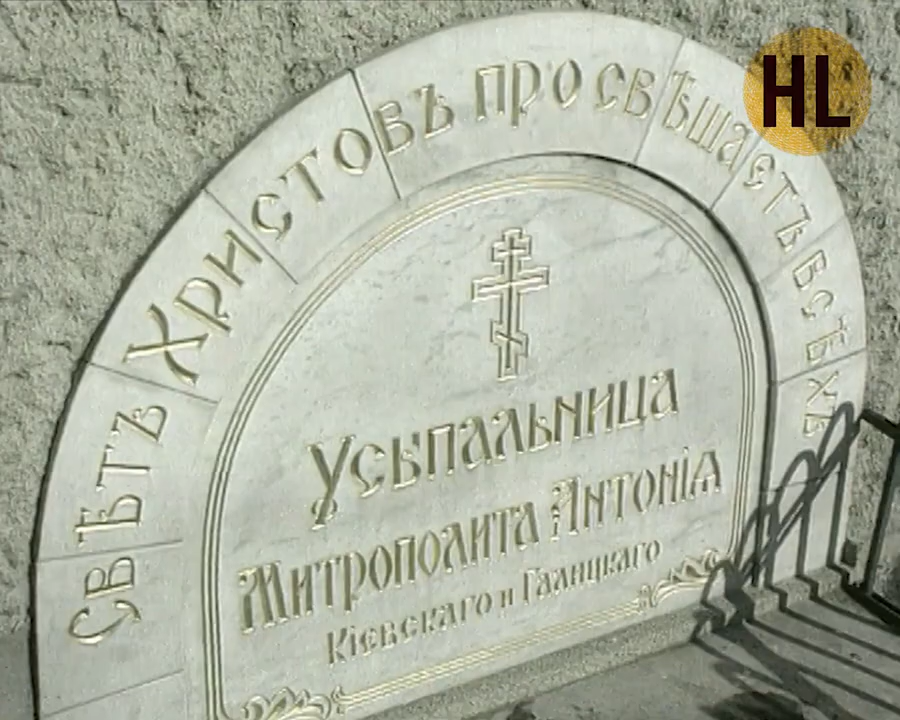 СВѢТЪ ХРИСТОВЪ ПРОСВѢЩАЕТЪ ВСѢХЪ
УСЫПАЛЬНИЦА
МИТРОПОЛИТА АНТОНІЯ
КІЕВСКАГО И ГАЛИЦКАГО
HL